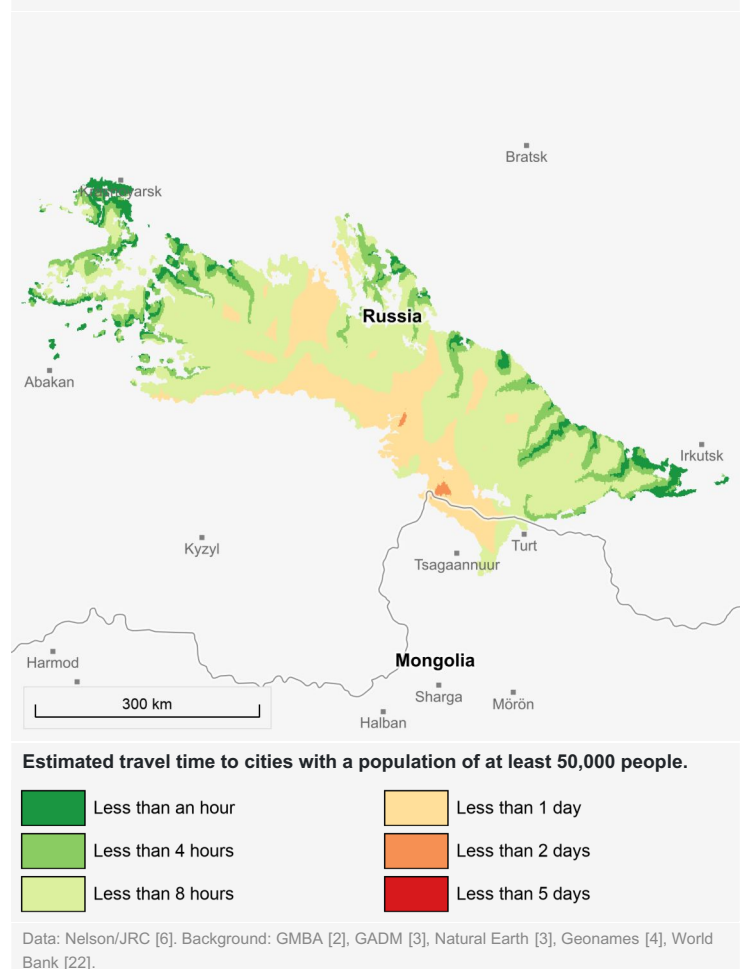 Bratsk
Krasnoyarsk
Russia
Abakan
Irkutsk
Kyzyl
Turt
Tsagaannuur
Harmod
Mongolia
Sharga
Mörön
Halban
300 km
Estimated travel time to cities with a population of at least 50,000 people.
Less than an hour
Less than 1 day
Less than 4 hours
Less than 2 days
Less than 8 hours
Less than 5 days
Data: Nelson/JRC [6]. Background: GMBA [2], GADM [3], Natural Earth [3], Geonames [4], World
Bank [22].